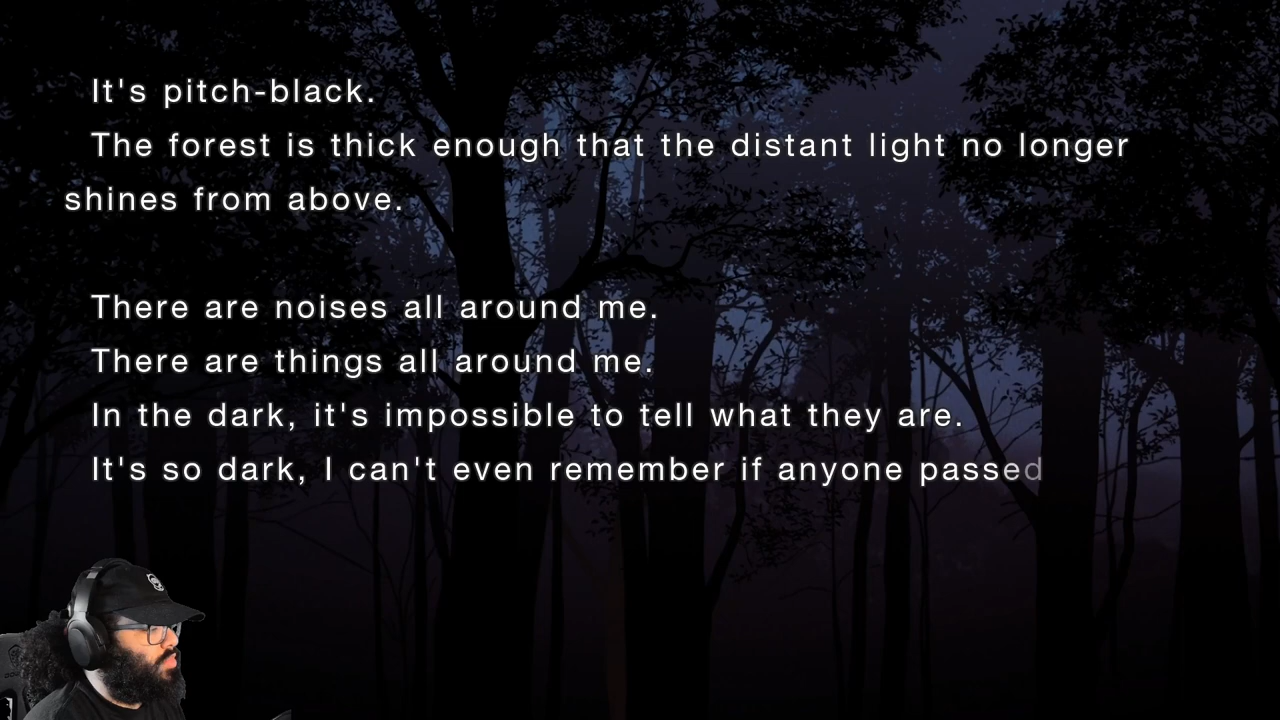 It's pitch-black.
The forest is thick enough that the distant light no longer
shines from above.
There are noises all around me.
There are things all around me.
In the dark, it's impossible to tell what they are.
It's so dark, I can't even remember if anyone passed